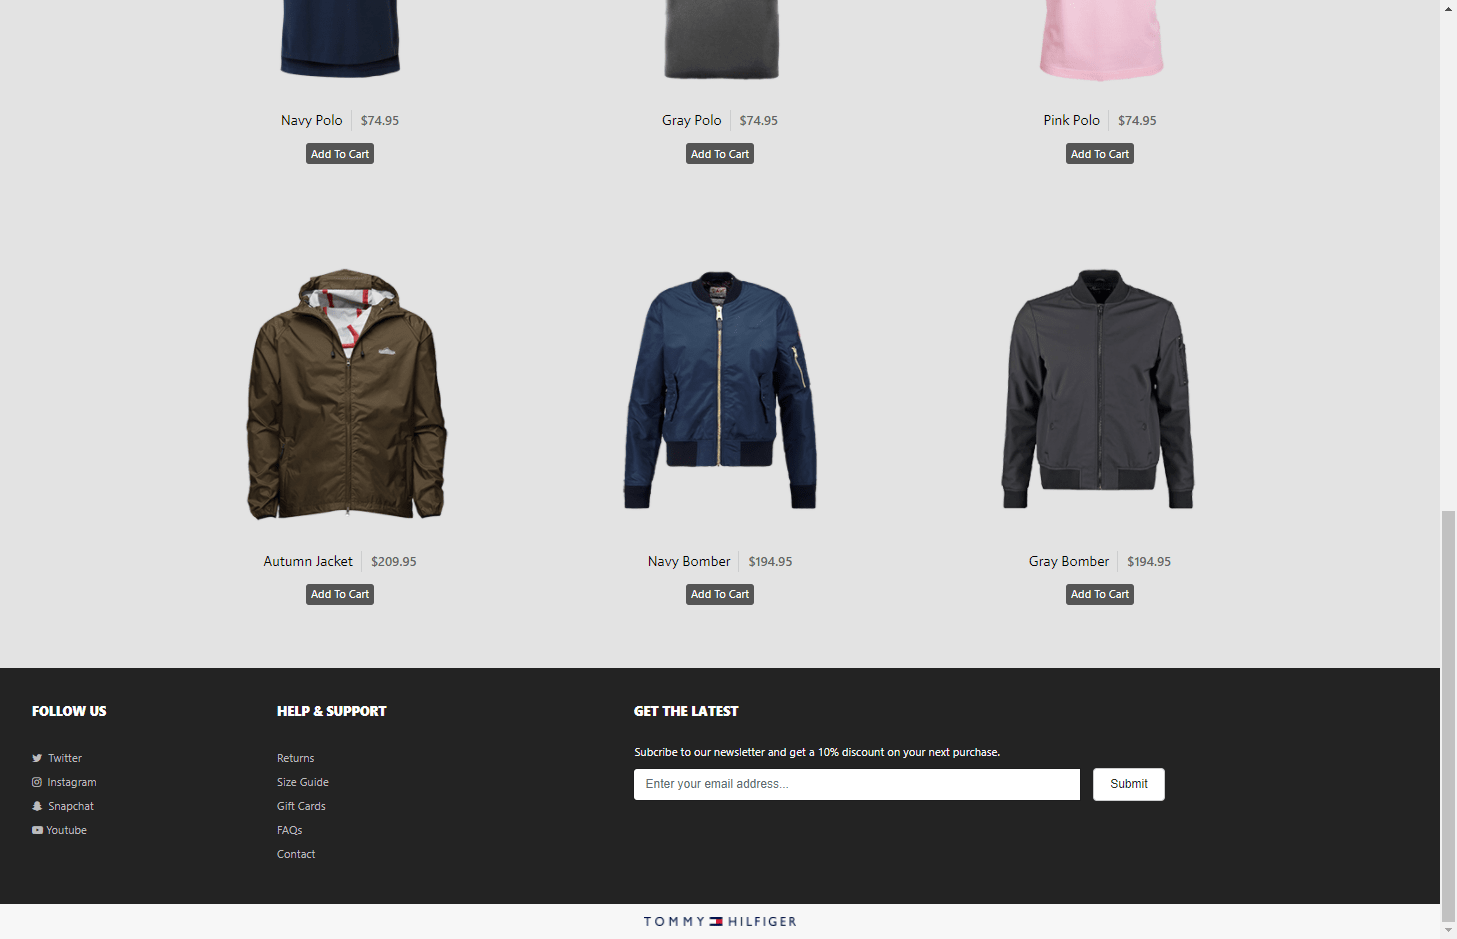 Navy Polo $74.95
Gray Polo $74.95
Pink Polo $74.95
Add To Cart
Add To Cart
Add To Cart
Autumn Jacket $209.95
Navy Bomber $194.95
Gray Bomber $194.95
Add To Cart
Add To Cart
Add To Cart
FOLLOW US
Twitter
Instagram
Snapchat
Youtube
HELP & SUPPORT
Returns
Size Guide
Gift Cards
FAQs
Contact
GET THE LATEST
Subcribe to our newsletter and get a 10% discount on your next purchase.
Enter your email address...
Submit
TOMMY HILFIGER